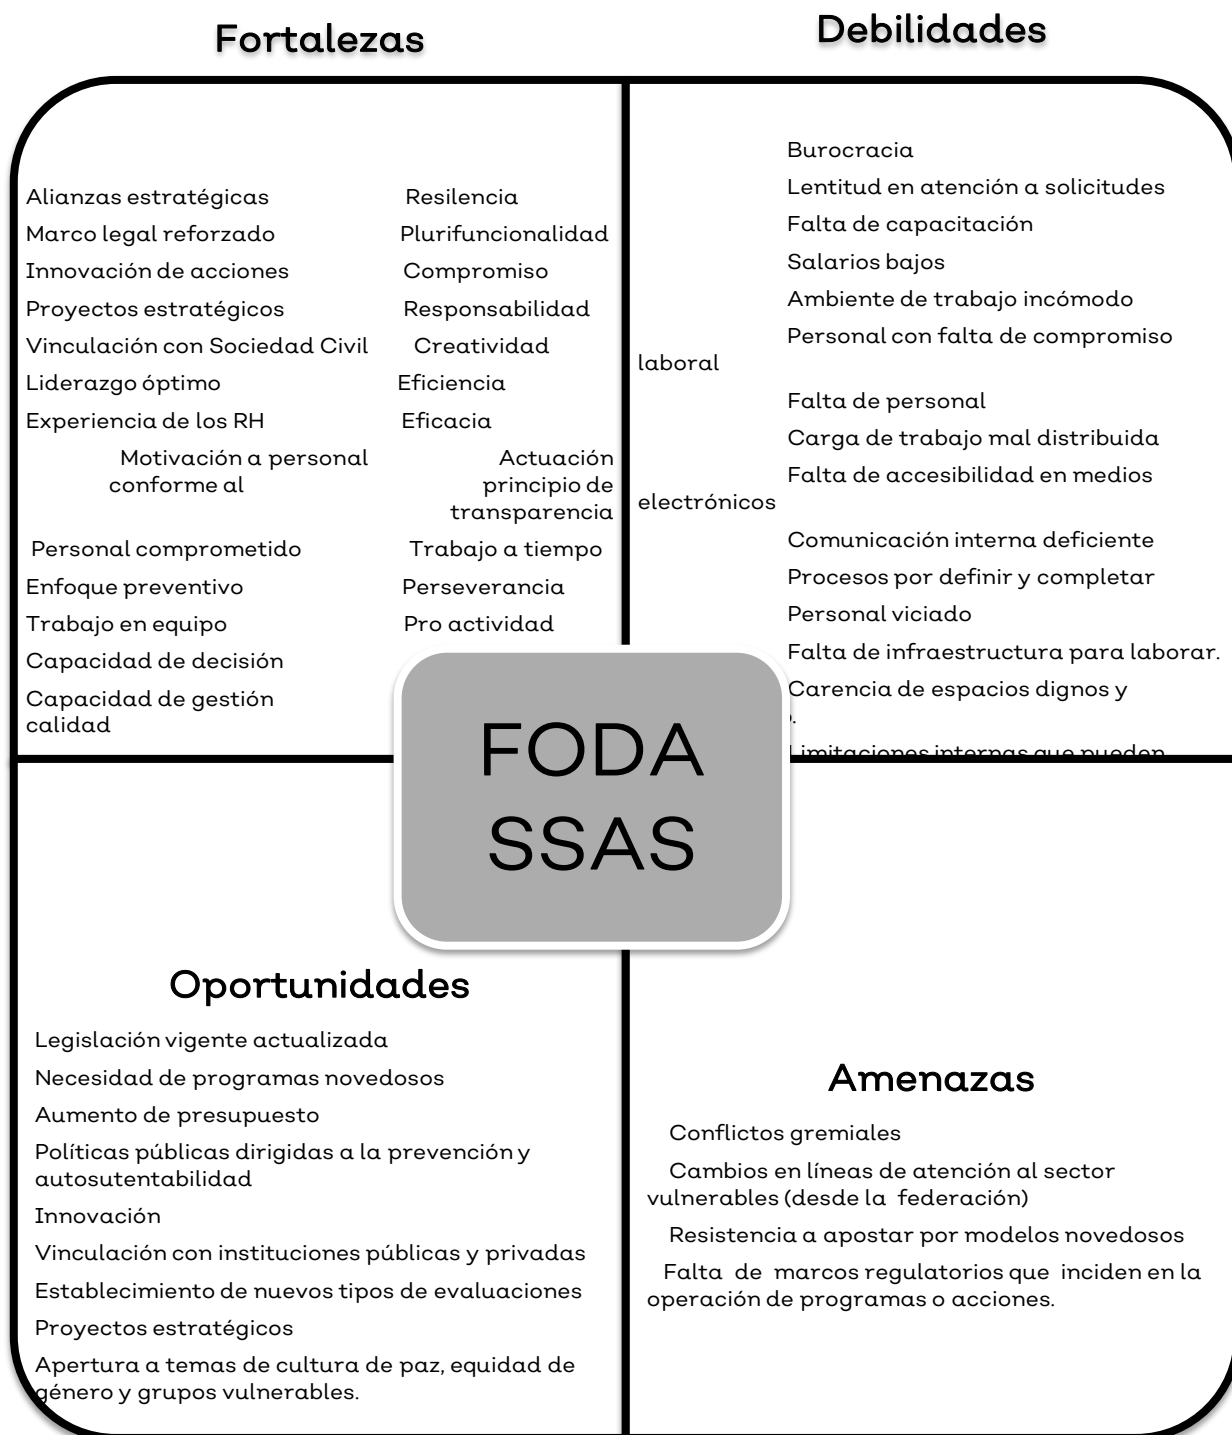 Fortalezas
Debilidades
Alianzas estratégicas Resilencia
Marco legal reforzado Plurifuncionalidad
Innovación de acciones Compromiso
Proyectos estratégicos Responsabilidad
Vinculación con Sociedad Civil Creatividad
Liderazgo óptimo Eficiencia
Experiencia de los RH Eficacia
Motivación a personal Actuación
conforme al principio de
transparencia
Personal comprometido Trabajo a tiempo
Enfoque preventivo Perseverancia
Trabajo en equipo Pro actividad
Capacidad de decisión
Capacidad de gestión
calidad
Burocracia
Lentitud en atención a solicitudes
Falta de capacitación
Salarios bajos
Ambiente de trabajo incómodo
Personal con falta de compromiso
laboral
Falta de personal
Carga de trabajo mal distribuida
Falta de accesibilidad en medios
electrónicos
Comunicación interna deficiente
Procesos por definir y completar
Personal viciado
Falta de infraestructura para laborar.
Carencia de espacios dignos y
Limitaciones internas que pueden
FODA
SSAS
Oportunidades
Legislación vigente actualizada
Necesidad de programas novedosos
Aumento de presupuesto
Políticas públicas dirigidas a la prevención y
autosutentabilidad
Innovación
Vinculación con instituciones públicas y privadas
Establecimiento de nuevos tipos de evaluaciones
Proyectos estratégicos
Apertura a temas de cultura de paz, equidad de
género y grupos vulnerables.
Amenazas
Conflictos gremiales
Cambios en líneas de atención al sector
vulnerables (desde la federación)
Resistencia a apostar por modelos novedosos
Falta de marcos regulatorios que inciden en la
operación de programas o acciones.